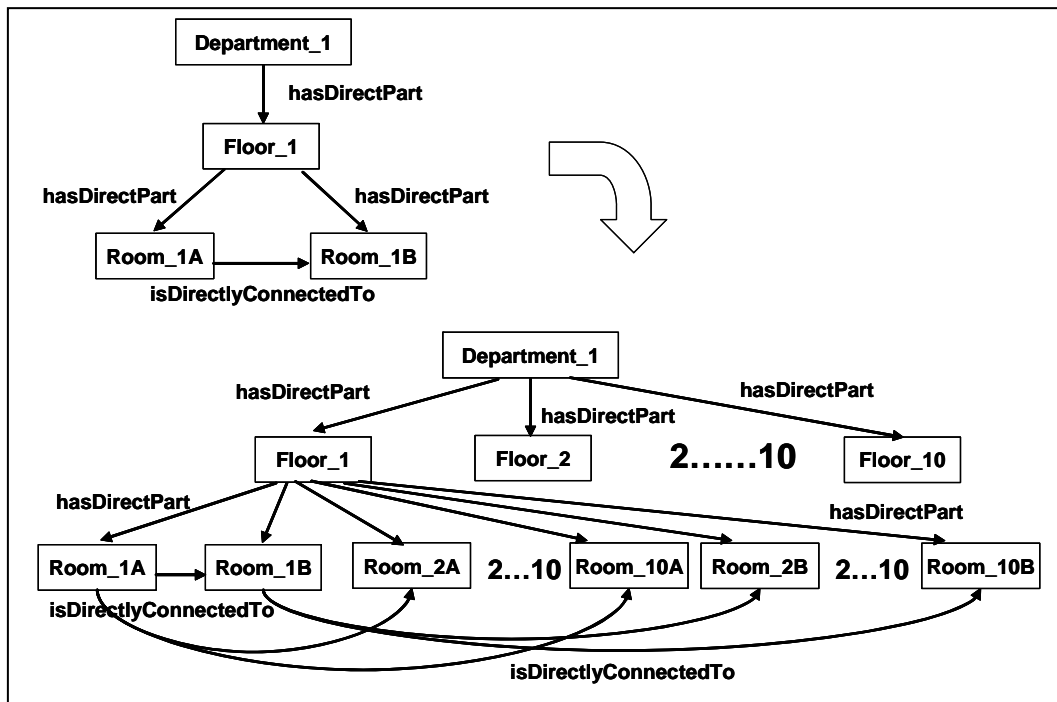 Department_1
hasDirectPart
Floor_1
hasDirectPart hasDirectPart
Room_1A Room_1B
isDirectlyConnectedTo
Department_1
hasDirectPart hasDirectPart hasDirectPart
Floor_1 Floor_2 2......10 Floor_10
hasDirectPart hasDirectPart
Room_1A Room_1B Room_2A 2...10 Room_10A Room_2B 2...10 Room_10B
isDirectlyConnectedTo
isDirectlyConnectedTo